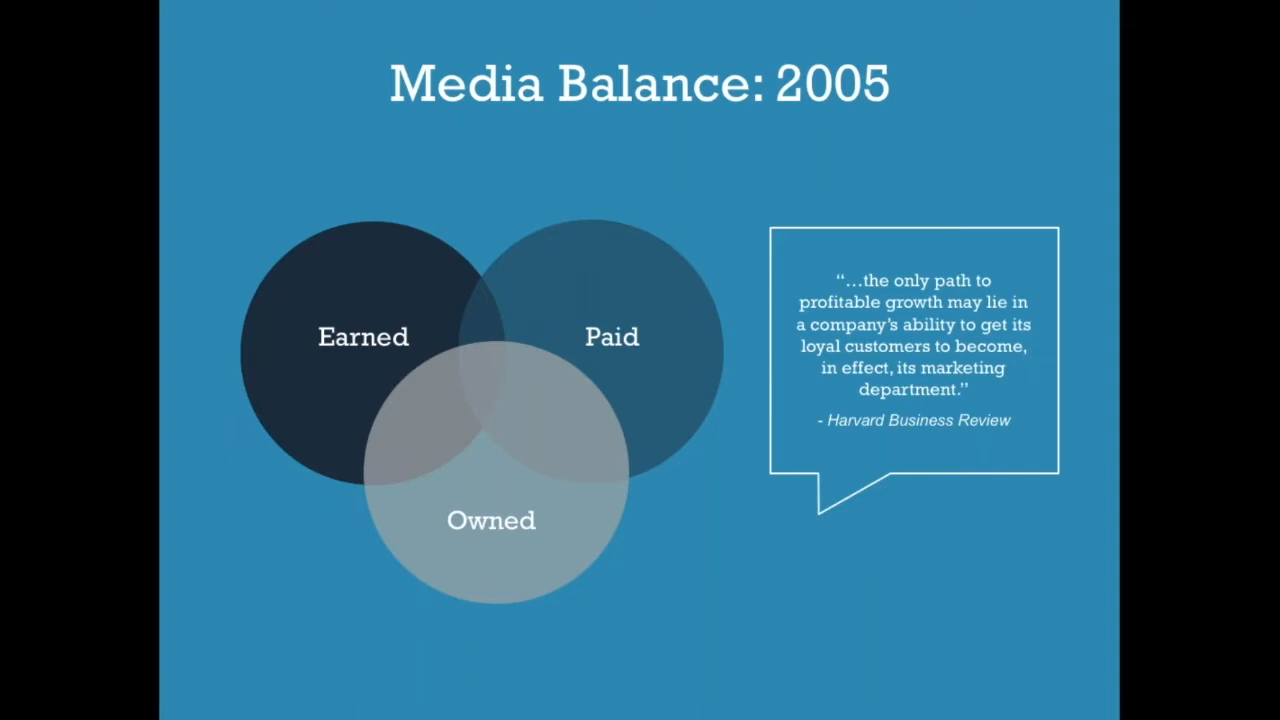 Media Balance: 2005
Earned
Paid
Owned
“…the only path to
profitable growth may lie in
a company’s ability to get its
loyal customers to become,
in effect, its marketing
department.”
- Harvard Business Review